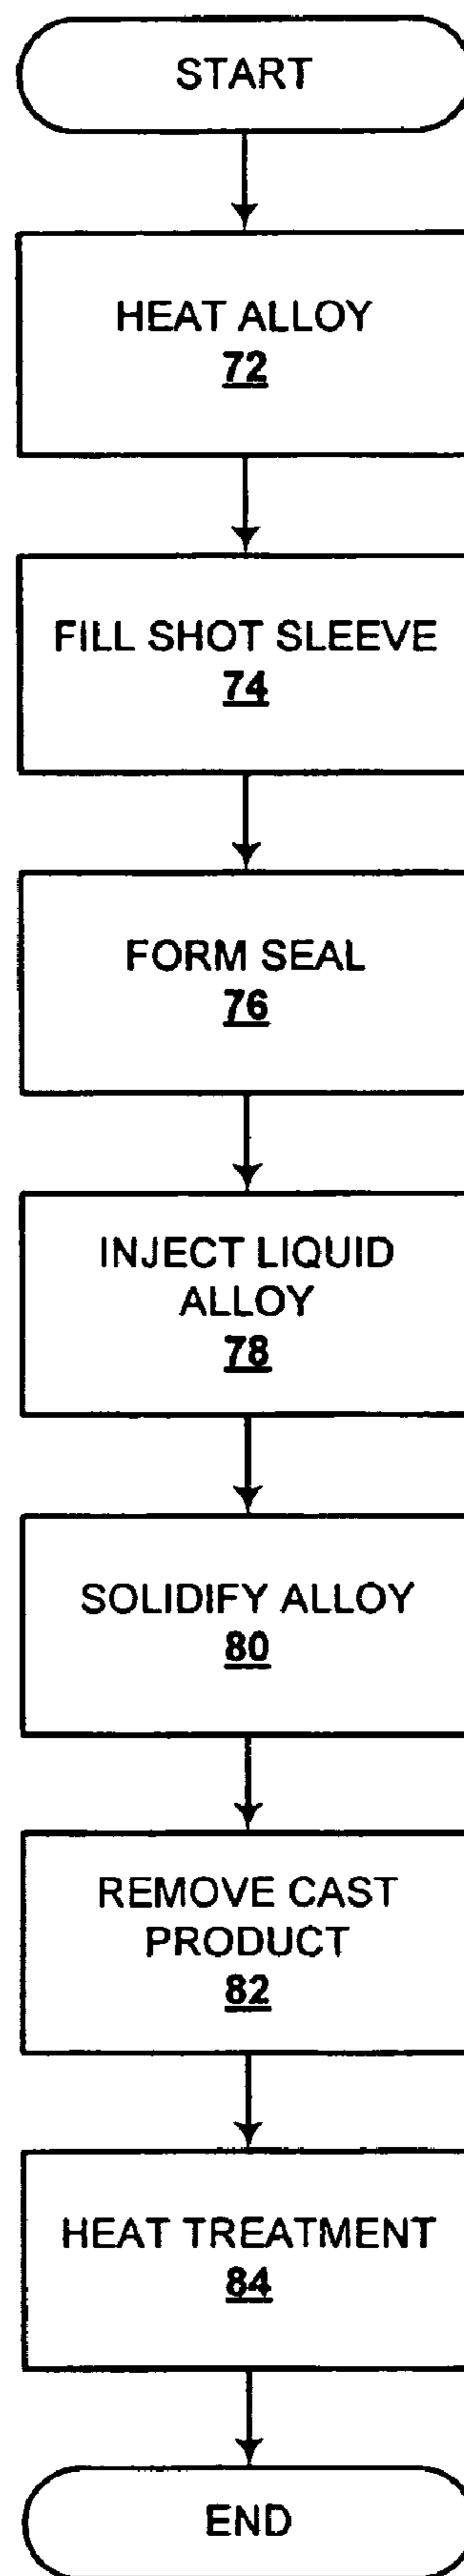 START
HEAT ALLOY
72
FILL SHOT SLEEVE
74
FORM SEAL
76
INJECT LIQUID
ALLOY
78
SOLIDIFY ALLOY
80
REMOVE CAST
PRODUCT
82
HEAT TREATMENT
84
END